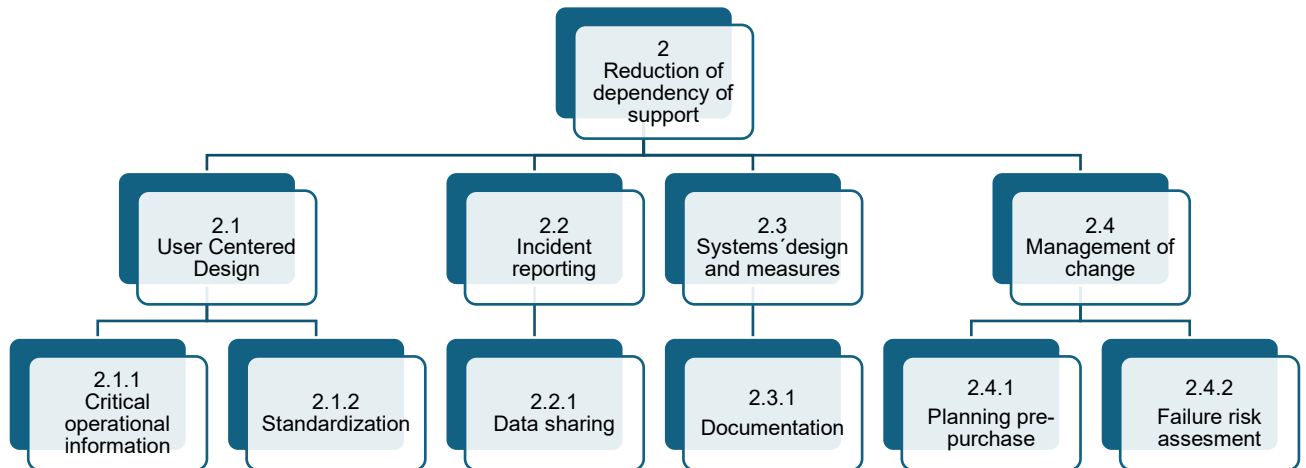 2
Reduction of
dependency of
support
2.1
User Centered
Design
2.2
Incident
reporting
2.3
Systems´design
and measures
2.4
Management of
change
2.1.1
Critical
operational
information
2.1.2
Standardization
2.2.1
Data sharing
2.3.1
Documentation
2.4.1
Planning pre-
purchase
2.4.2
Failure risk
assesment